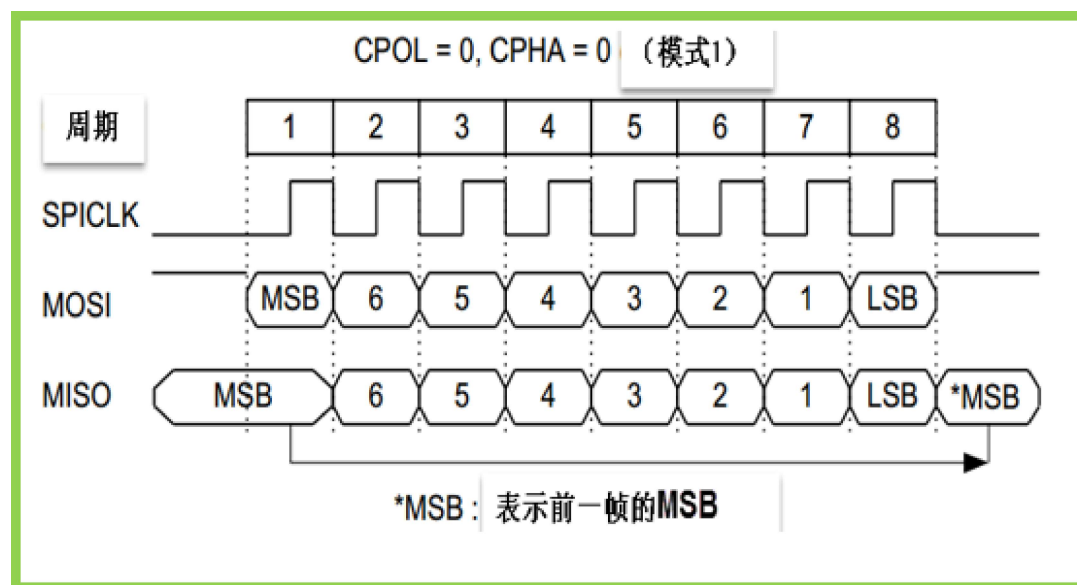 CPOL = 0, CPHA = 0 （模式1）
周期 1 2 3 4 5 6 7 8
SPICLK
MOSI MSB 6 5 4 3 2 1 LSB
MISO MSB 6 5 4 3 2 1 LSB *MSB
*MSB : 表示前一帧的MSB